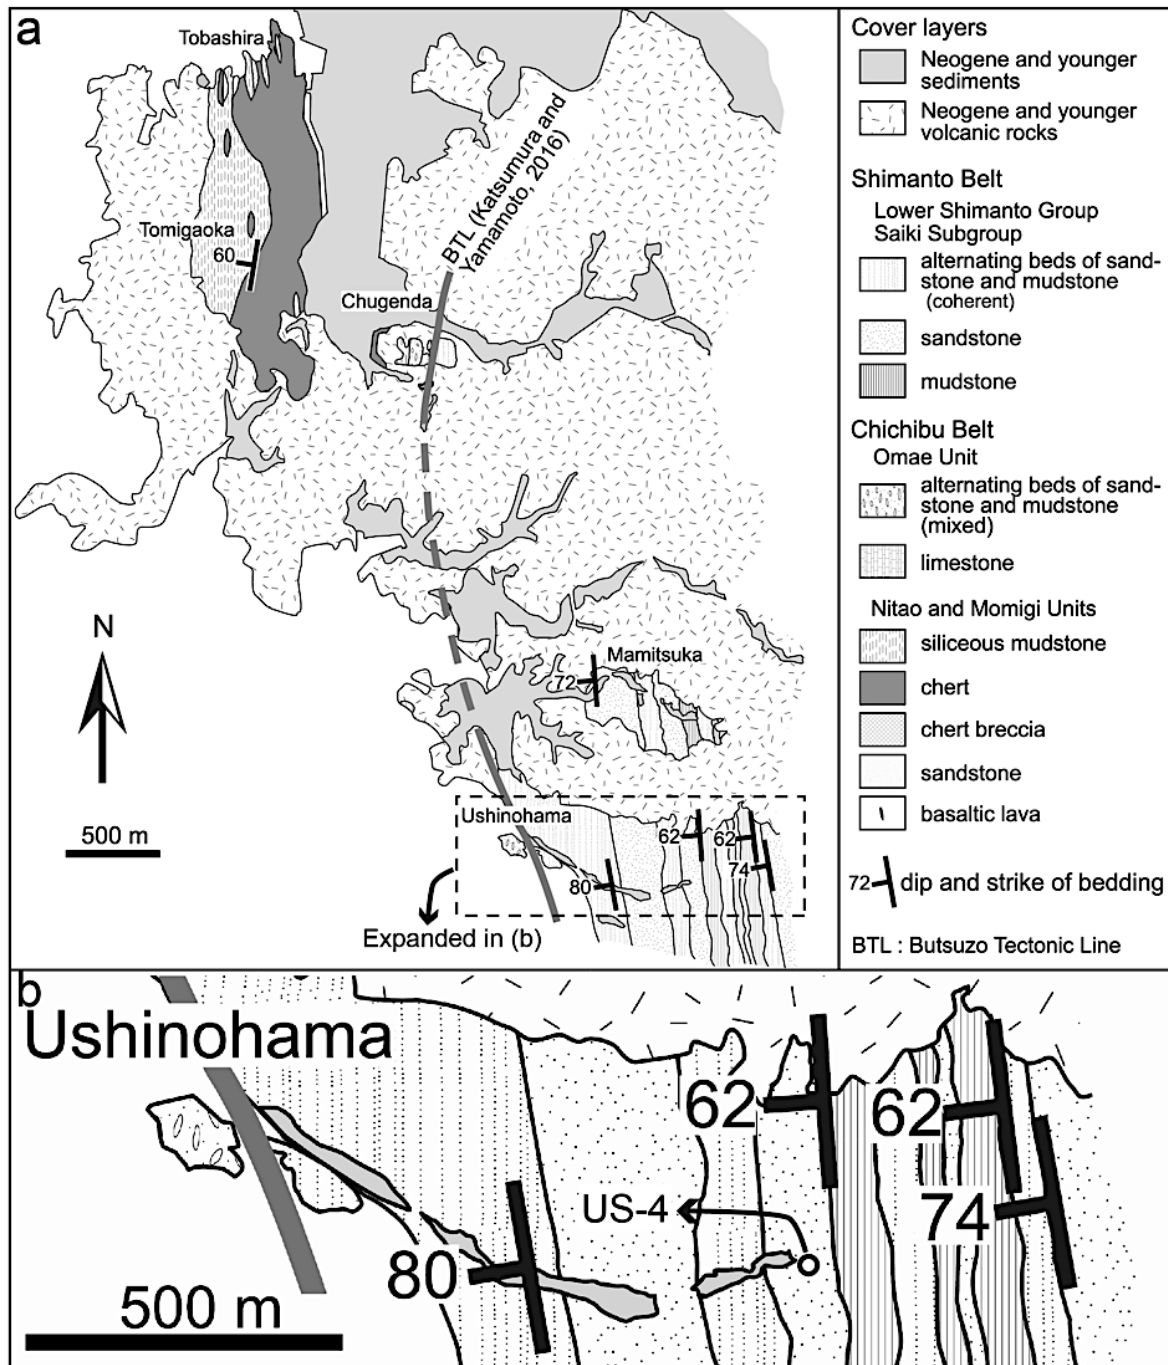 a
Tobashira
Tomigaoka
60
BTL (Katsumura and
Yamamoto, 2016)
Chugenda
N
500 m
Mamitsuka
72
Ushinohama
62
62
74
80
Expanded in (b)
Cover layers
Neogene and younger
sediments
Neogene and younger
volcanic rocks
Shimanto Belt
Lower Shimanto Group
Saiki Subgroup
alternating beds of sand-
stone and mudstone
(coherent)
sandstone
mudstone
Chichibu Belt
Omae Unit
alternating beds of sand-
stone and mudstone
(mixed)
limestone
Nitao and Momigi Units
siliceous mudstone
chert
chert breccia
sandstone
basaltic lava
72 dip and strike of bedding
BTL : Butsuzo Tectonic Line
b
Ushinohama
62
62
US-4
74
80
500 m